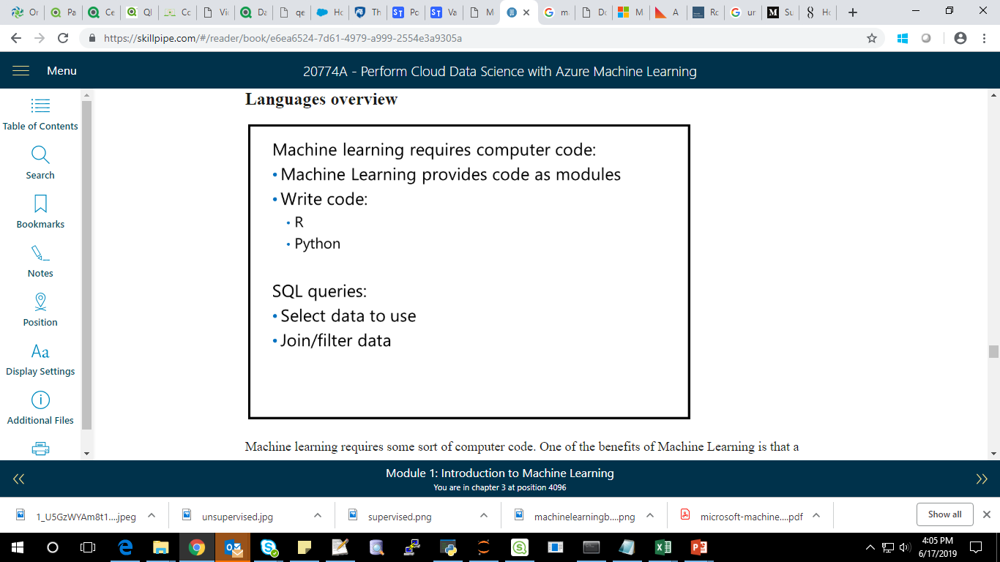 Or
Pa
Ce
Ql
Cc
Vi
Da
qe
Hc
Th
ST Pc
ST Va
M
m
Dc
M
A
Rc
ur
Su
Hc
https://skillpipe.com/#/reader/book/e6ea6524-7d61-4979-a999-2554e3a9305a
Menu
20774A - Perform Cloud Data Science with Azure Machine Learning
Table of Contents
Search
Bookmarks
Notes
Position
Aa
Display Settings
Additional Files
Languages overview
Machine learning requires computer code:
• Machine Learning provides code as modules
• Write code:
• R
• Python
SQL queries:
• Select data to use
• Join/filter data
Machine learning requires some sort of computer code. One of the benefits of Machine Learning is that a
Module 1: Introduction to Machine Learning
You are in chapter 3 at position 4096
1_U5GzWYAm8t1....jpeg
unsupervised.jpg
supervised.png
machinelearningb....png
microsoft-machine....pdf
Show all
4:05 PM
6/17/2019